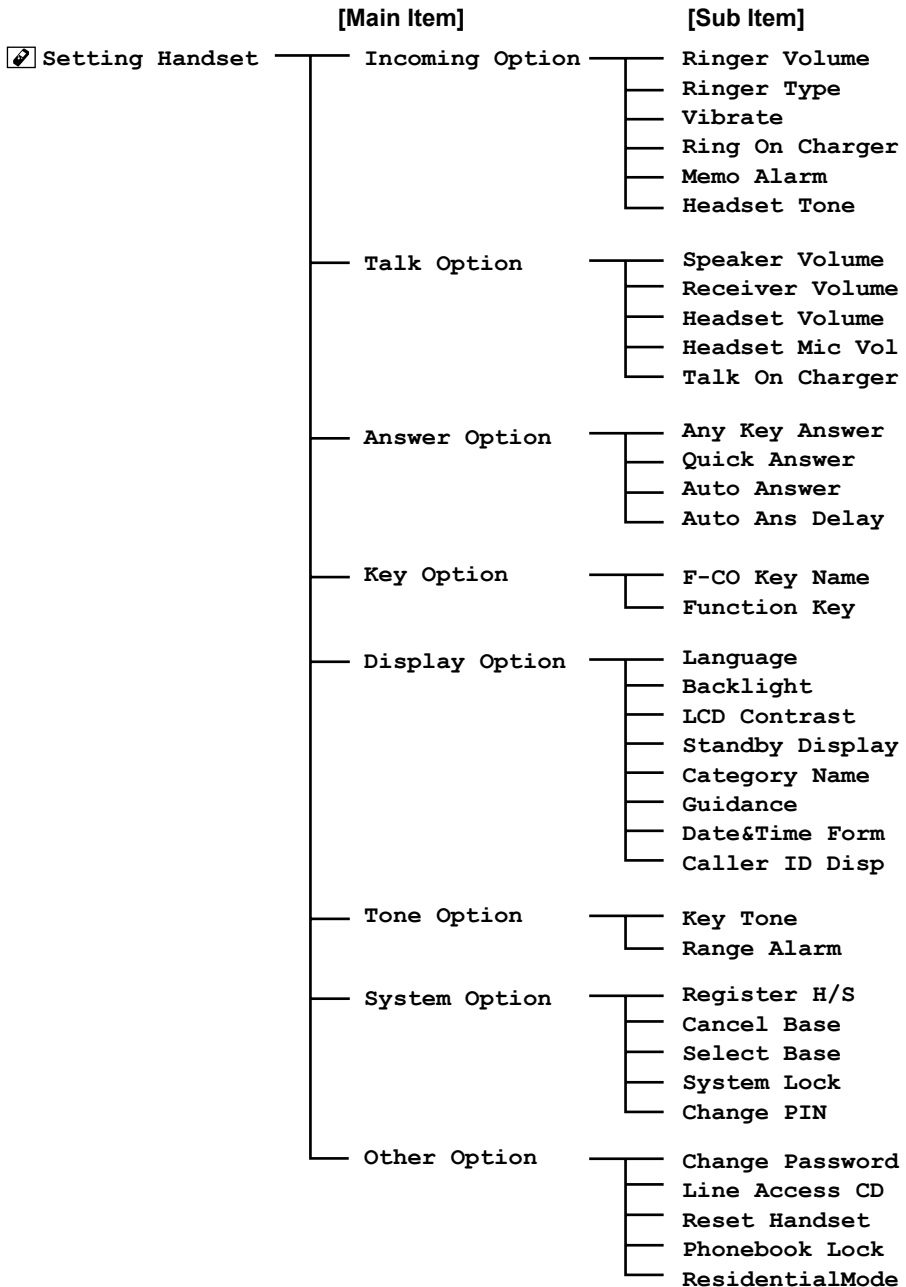 [Main Item] [Sub Item]
Setting Handset Incoming Option Ringer Volume
Ringer Type
Vibrate
Ring On Charger
Memo Alarm
Headset Tone
Talk Option Speaker Volume
Receiver Volume
Headset Volume
Headset Mic Vol
Talk On Charger
Answer Option Any Key Answer
Quick Answer
Auto Answer
Auto Ans Delay
Key Option F-CO Key Name
Function Key
Display Option Language
Backlight
LCD Contrast
Standby Display
Category Name
Guidance
Date&Time Form
Caller ID Disp
Tone Option Key Tone
Range Alarm
System Option Register H/S
Cancel Base
Select Base
System Lock
Change PIN
Other Option Change Password
Line Access CD
Reset Handset
Phonebook Lock
ResidentialMode